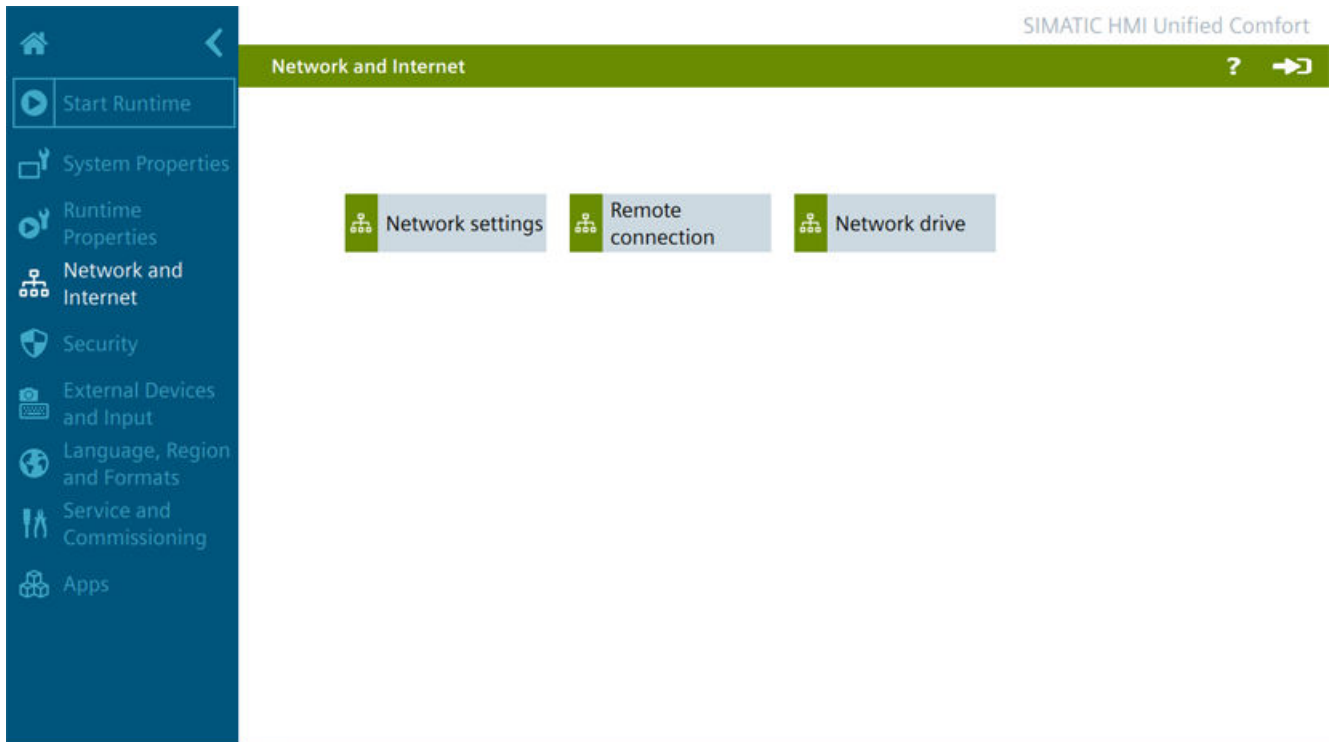 SIMATIC HMI Unified Comfort
Network and Internet
?
Start Runtime
System Properties
Runtime
Properties
Network and
Internet
Security
External Devices
and Input
Language, Region
and Formats
Service and
Commissioning
Apps
Network settings
Remote
connection
Network drive